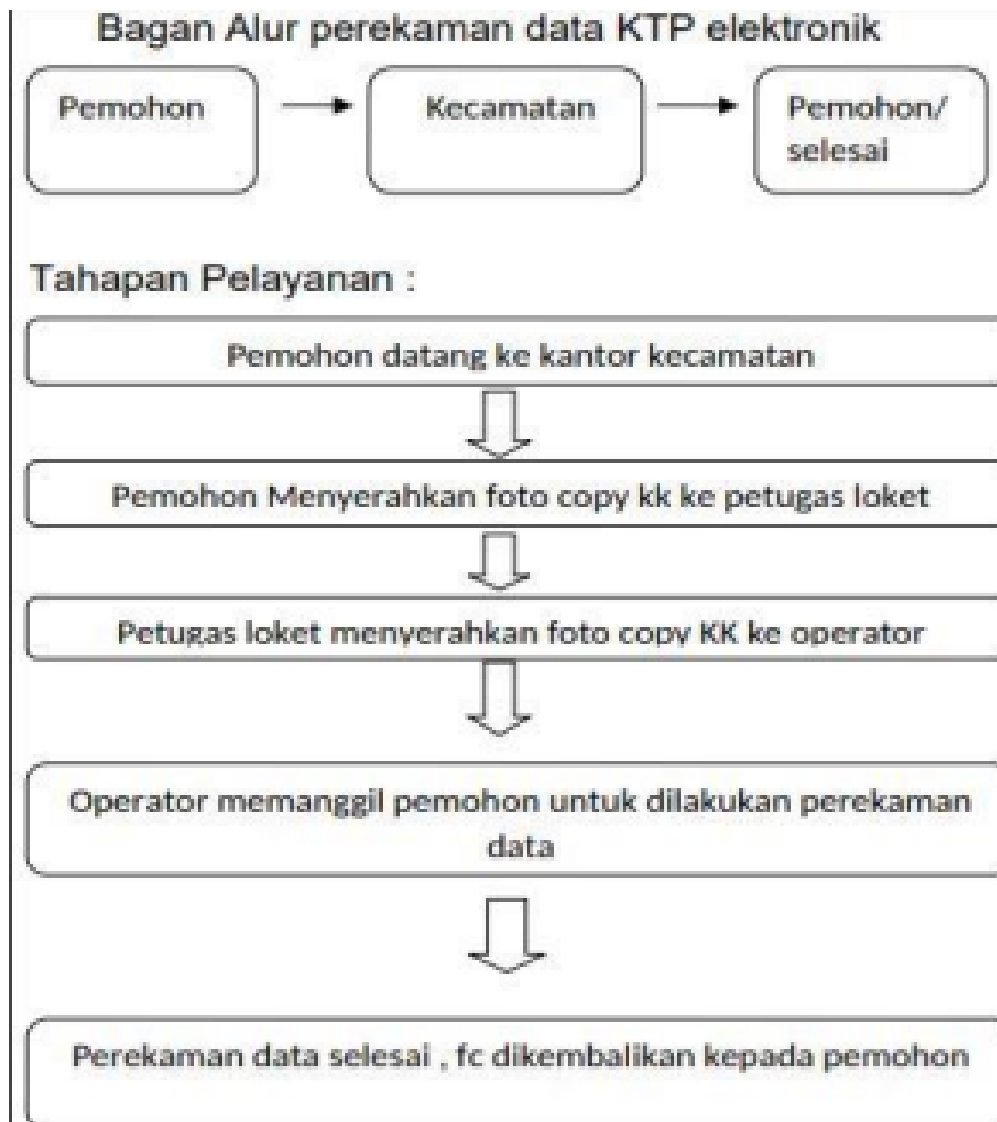 Bagan Alur perekaman data KTP elektronik
Pemohon
Kecamatan
Pemohon/
selesai
Tahapan Pelayanan :
Pemohon datang ke kantor kecamatan
Pemohon Menyerahkan foto copy kk ke petugas loket
Petugas loket menyerahkan foto copy KK ke operator
Operator memanggil pemohon untuk dilakukan perekaman
data
Perekaman data selesai , fc dikembalikan kepada pemohon